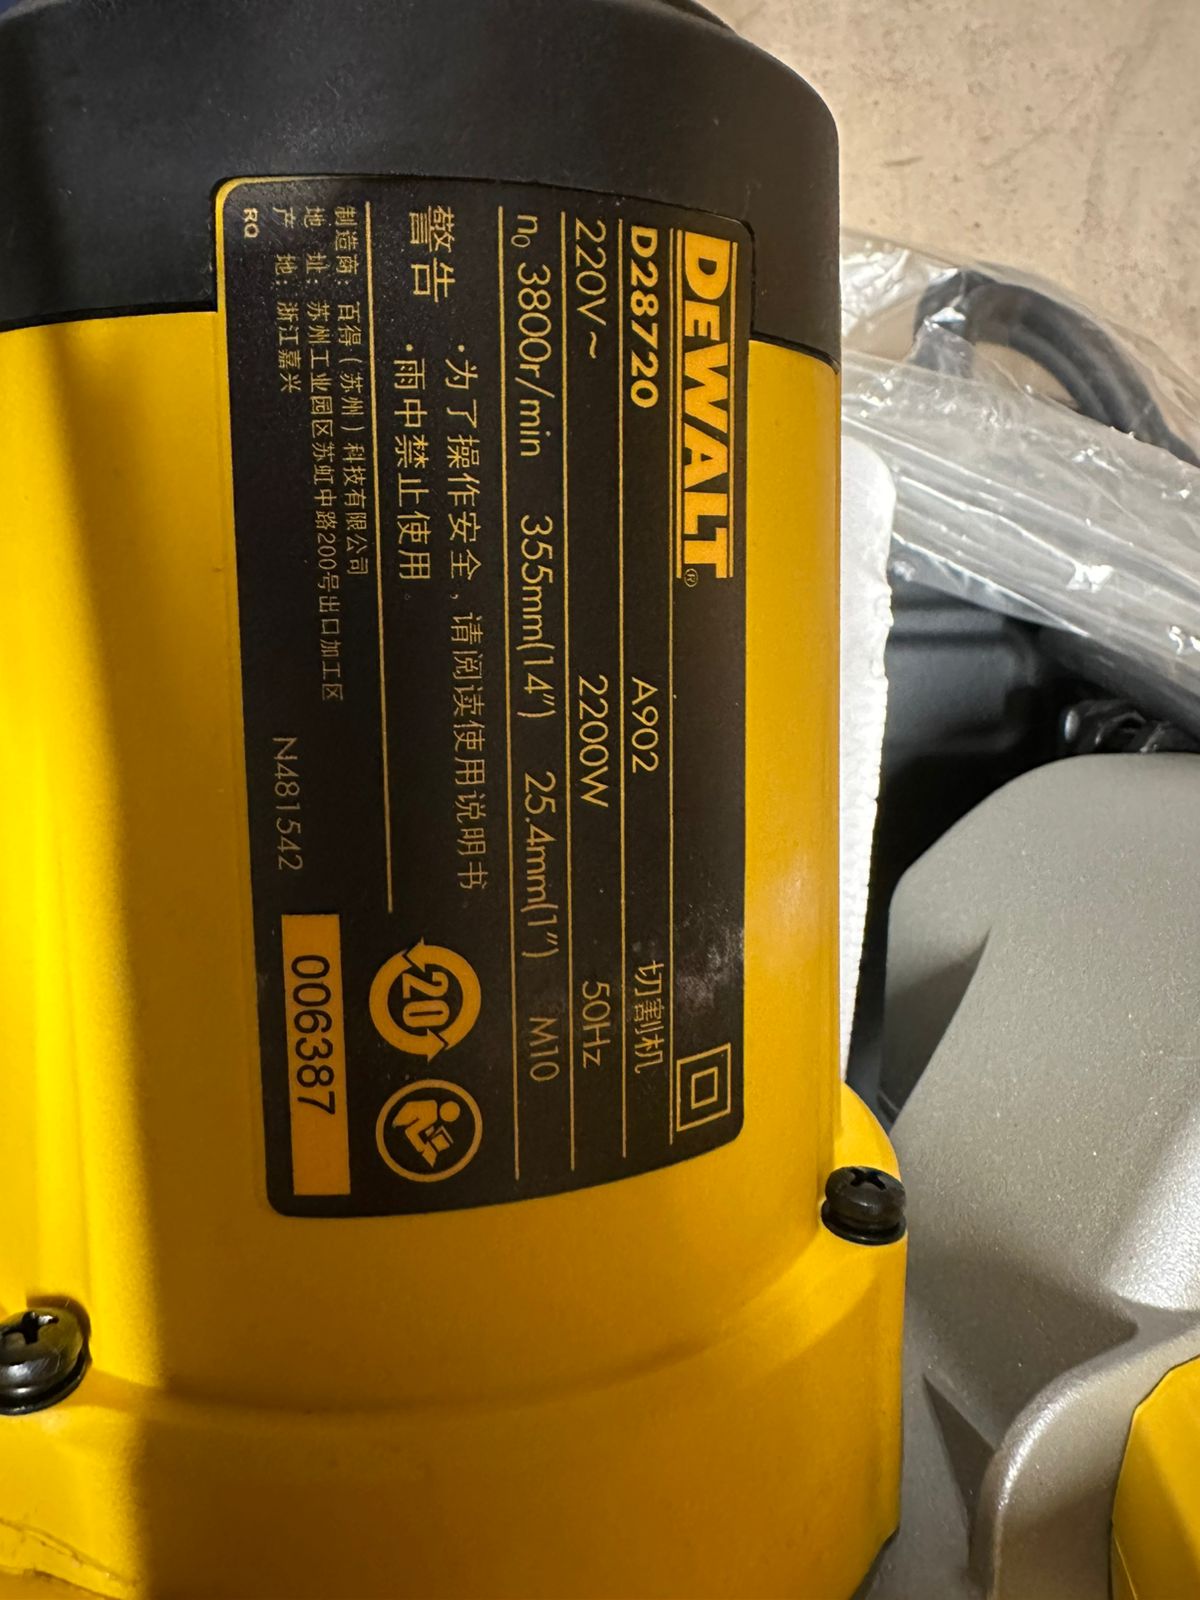 DEWALT®
D28720 A902 切割机
220V~ 2200W 50Hz
n₀ 3800r/min 355mm(14″) 25.4mm(1″) M10
警告 ·为了操作安全,请阅读使用说明书
·雨中禁止使用
20
制造商: 百得(苏州)科技有限公司
地 址: 苏州工业园区苏虹中路200号出口加工区
产 地: 浙江嘉兴
N481542
006387
RQ